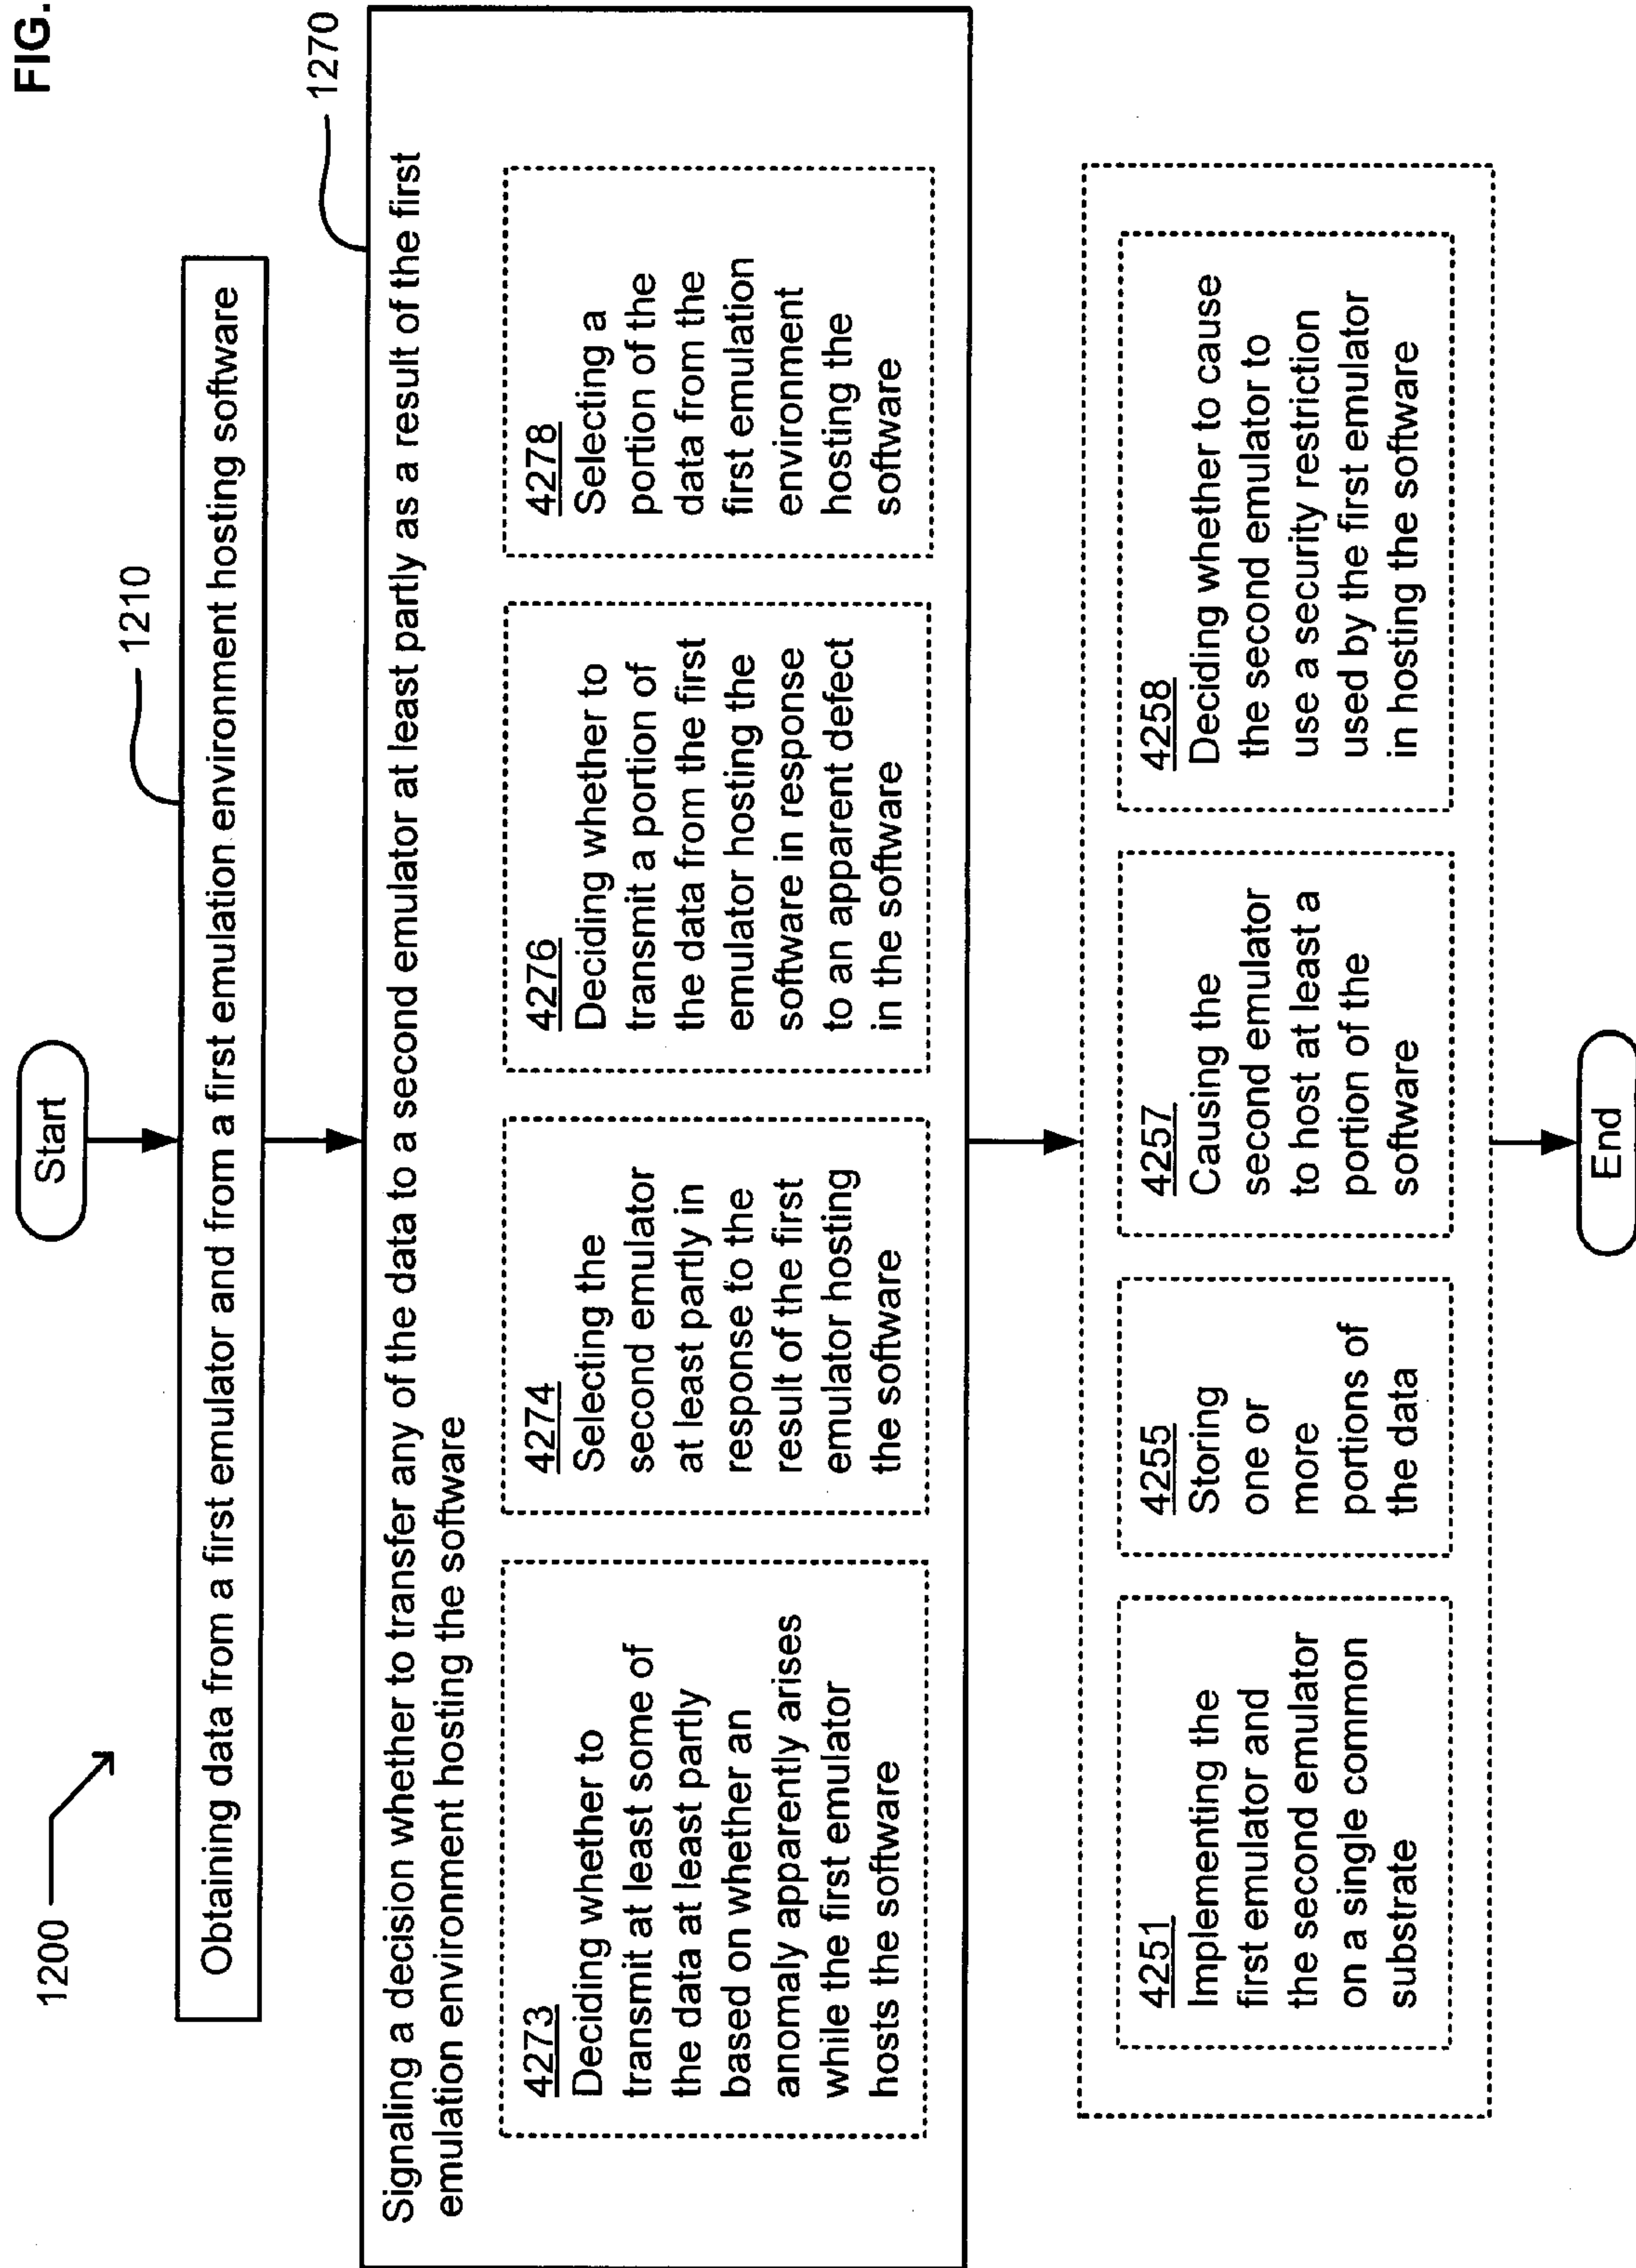 FIG.
1200
Start
1210
Obtaining data from a first emulator and from a first emulation environment hosting software
1270
Signaling a decision whether to transfer any of the data to a second emulator at least partly as a result of the first
emulation environment hosting the software
4273
Deciding whether to
transmit at least some of
the data at least partly
based on whether an
anomaly apparently arises
while the first emulator
hosts the software
4274
Selecting the
second emulator
at least partly in
response to the
result of the first
emulator hosting
the software
4276
Deciding whether to
transmit a portion of
the data from the first
emulator hosting the
software in response
to an apparent defect
in the software
4278
Selecting a
portion of the
data from the
first emulation
environment
hosting the
software
4251
Implementing the
first emulator and
the second emulator
on a single common
substrate
4255
Storing
one or
more
portions of
the data
4257
Causing the
second emulator
to host at least a
portion of the
software
4258
Deciding whether to cause
the second emulator to
use a security restriction
used by the first emulator
in hosting the software
End